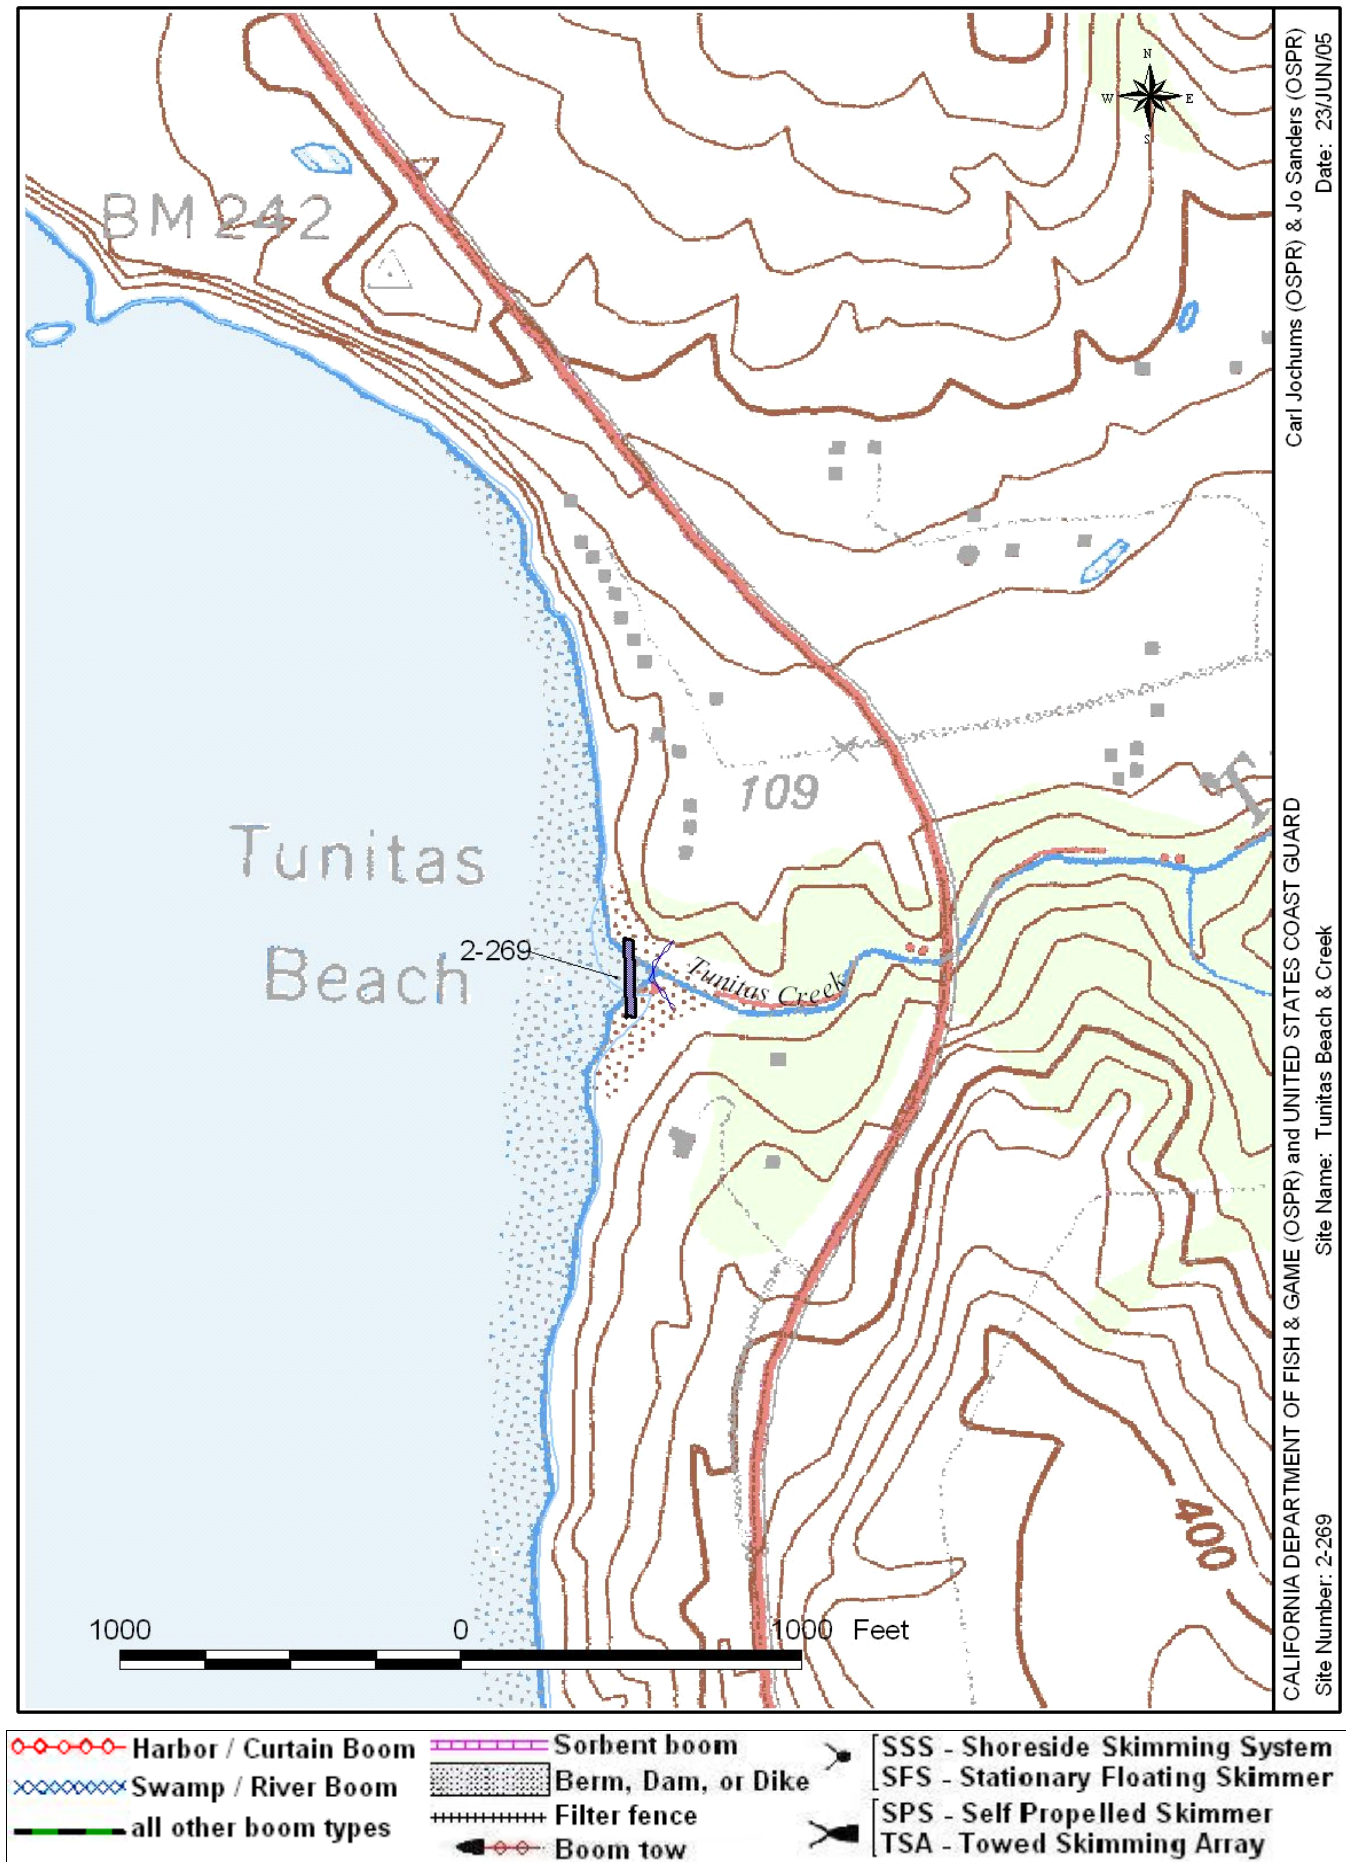 N
W E
S
BM 242
109
T
Tunitas
Beach
2-269
Tunitas Creek
400
1000 0 1000 Feet
CALIFORNIA DEPARTMENT OF FISH & GAME (OSPR) and UNITED STATES COAST GUARD
Carl Jochums (OSPR) & Jo Sanders (OSPR)
Site Number: 2-269
Site Name: Tunitas Beach & Creek
Date: 23/JUN/05
Harbor / Curtain Boom
Swamp / River Boom
all other boom types
Sorbent boom
Berm, Dam, or Dike
Filter fence
Boom tow
SSS - Shoreside Skimming System
SFS - Stationary Floating Skimmer
SPS - Self Propelled Skimmer
TSA - Towed Skimming Array